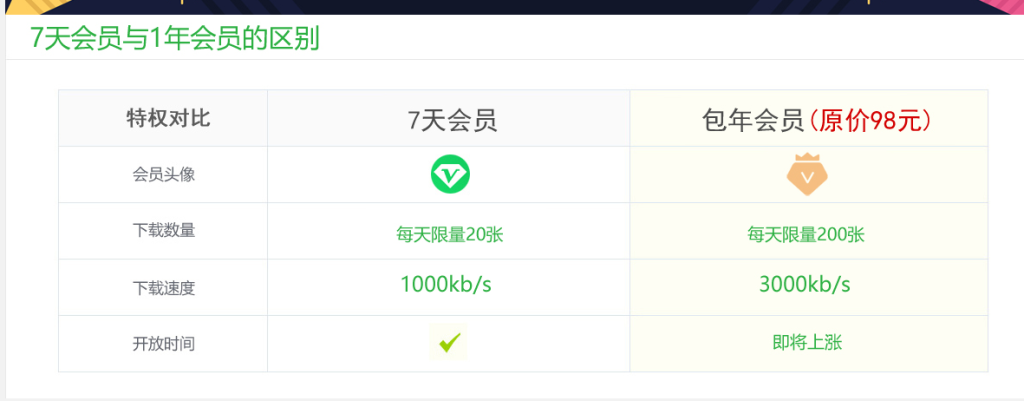 7天会员与1年会员的区别
特权对比 7天会员 包年会员(原价98元)
会员头像
下载数量 每天限量20张 每天限量200张
下载速度 1000kb/s 3000kb/s
开放时间 即将上涨